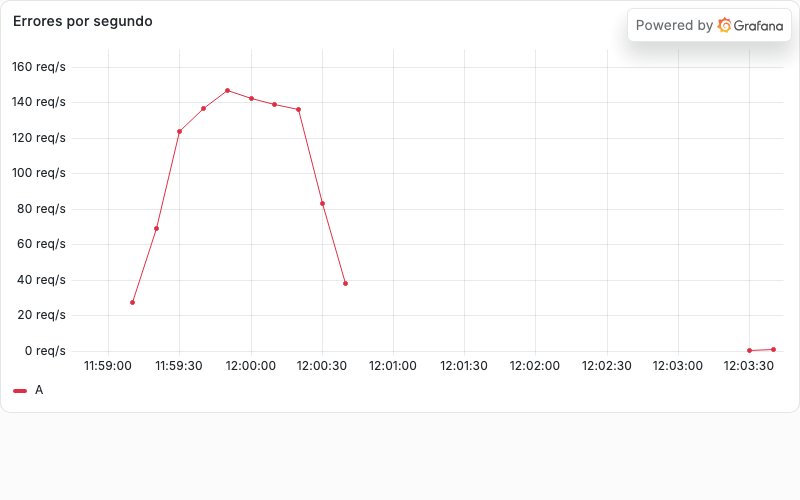 Errores por segundo
Powered by Grafana
160 req/s
140 req/s
120 req/s
100 req/s
80 req/s
60 req/s
40 req/s
20 req/s
0 req/s
11:59:00 11:59:30 12:00:00 12:00:30 12:01:00 12:01:30 12:02:00 12:02:30 12:03:00 12:03:30
A